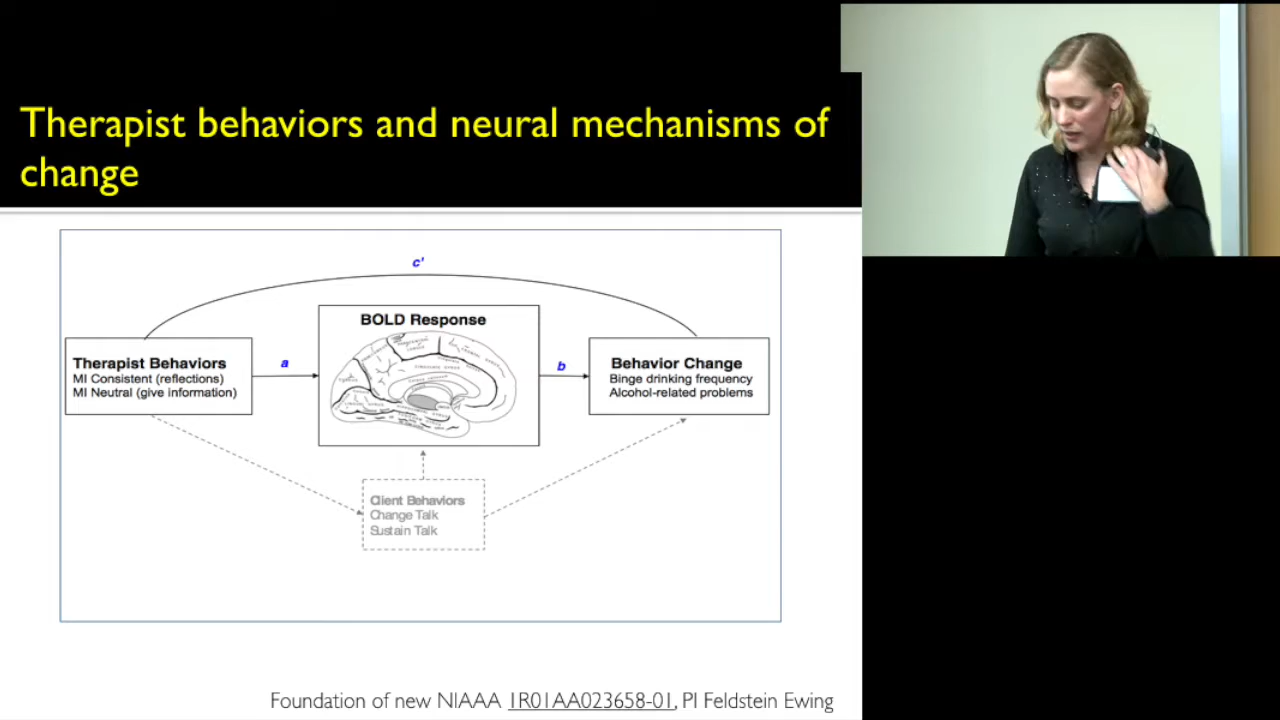 Therapist behaviors and neural mechanisms of
change
c'
BOLD Response
Therapist Behaviors
MI Consistent (reflections)
MI Neutral (give information)
a
b
Behavior Change
Binge drinking frequency
Alcohol-related problems
Client Behaviors
Change Talk
Sustain Talk
Foundation of new NIAAA 1R01AA023658-01, PI Feldstein Ewing